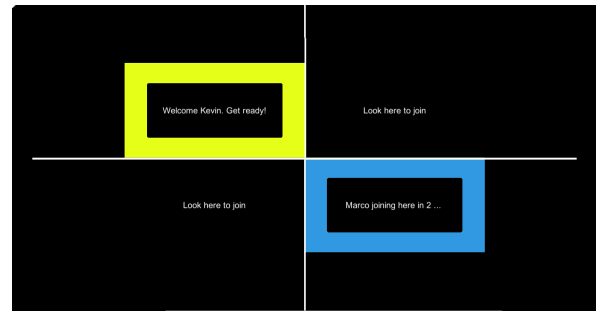 Welcome Kevin. Get ready!
Look here to join
Look here to join
Marco joining here in 2 ...